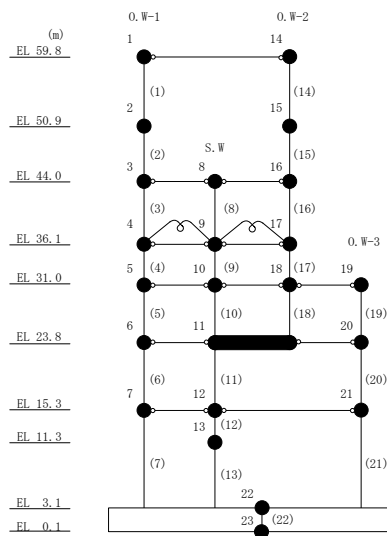 O.W-1 O.W-2
(m) 1 14
EL 59.8
(1) (14)
2 15
EL 50.9
S.W
(2) (15)
3 8 16
EL 44.0
(3) (8) (16)
4 9 17
EL 36.1
O.W-3
5 (4) 10 (9) 18 (17) 19
EL 31.0
(5) (10) (18) (19)
6 11 20
EL 23.8
(6) (11) (20)
7 12 21
EL 15.3
13 (12)
EL 11.3
(7) (13) (21)
22
EL 3.1
23 (22)
EL 0.1